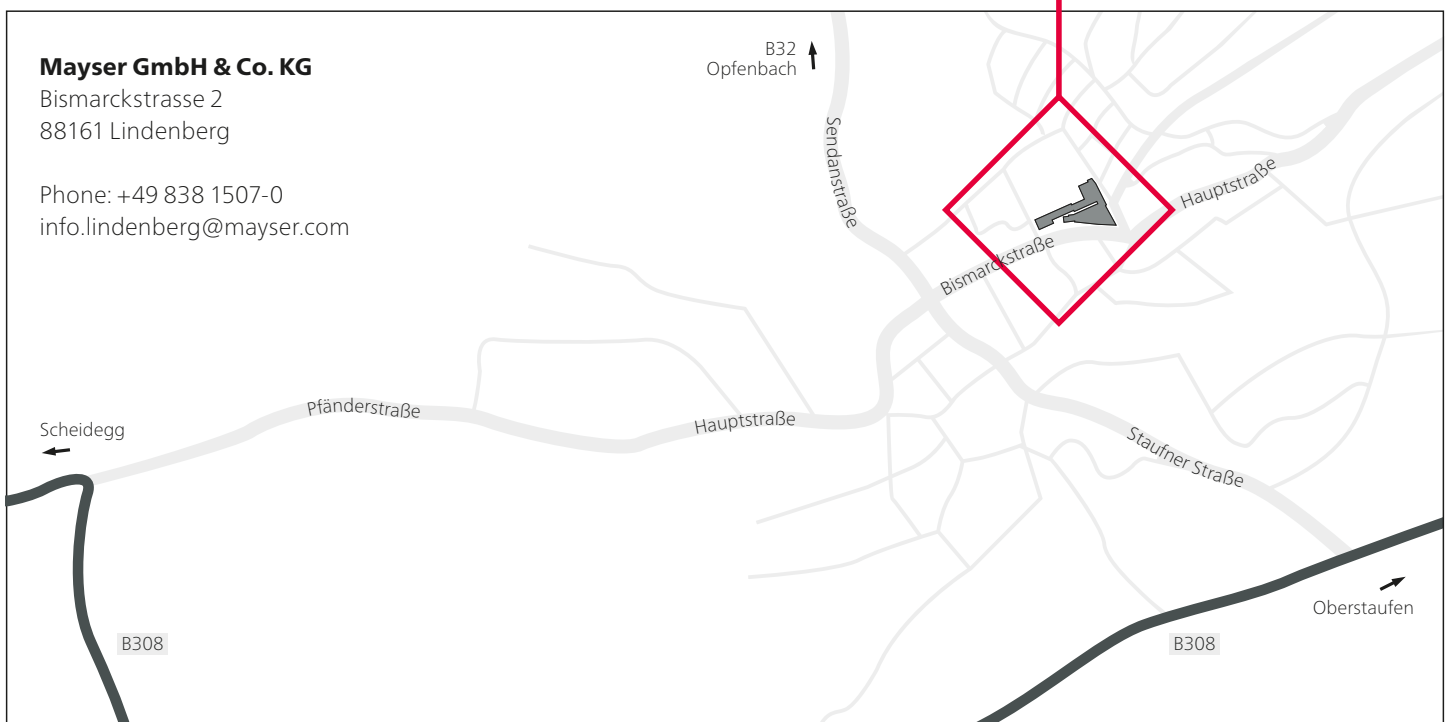 Mayser GmbH & Co. KG
Bismarckstrasse 2
88161 Lindenberg
Phone: +49 838 1507-0
info.lindenberg@mayser.com
B32
Opfenbach
Sendanstraße
Hauptstraße
Bismarckstraße
Pfänderstraße
Hauptstraße
Scheidegg
Staufner Straße
Oberstaufen
B308
B308